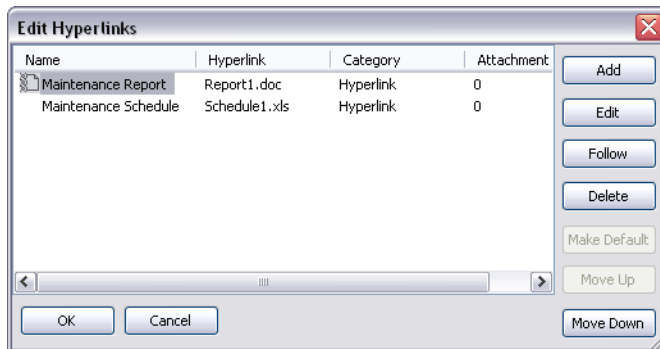 Edit Hyperlinks
Name Hyperlink Category Attachment
Maintenance Report Report1.doc Hyperlink 0
Maintenance Schedule Schedule1.xls Hyperlink 0
Add
Edit
Follow
Delete
Make Default
Move Up
Move Down
OK Cancel